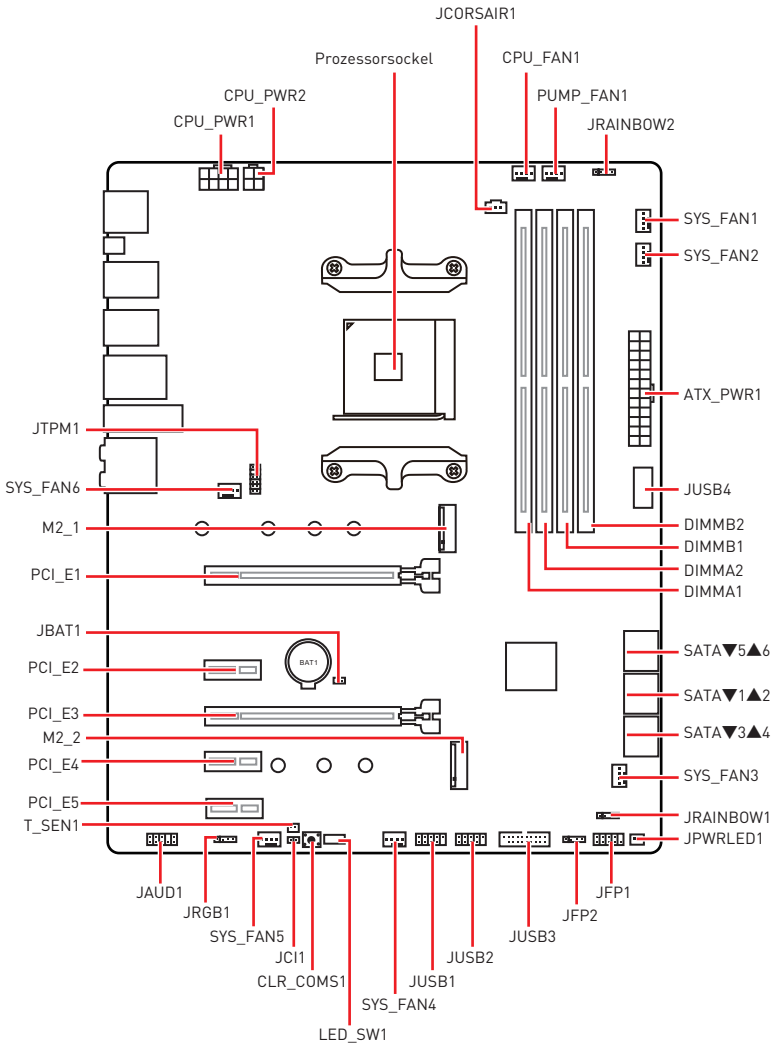 JCORSAIR1
Prozessorsockel
CPU_FAN1
CPU_PWR2
PUMP_FAN1
CPU_PWR1
JRAINBOW2
SYS_FAN1
SYS_FAN2
ATX_PWR1
JTPM1
SYS_FAN6
JUSB4
M2_1
DIMMB2
DIMMB1
PCI_E1
DIMMA2
DIMMA1
JBAT1
BAT1
SATA▼5▲6
PCI_E2
SATA▼1▲2
PCI_E3
SATA▼3▲4
M2_2
PCI_E4
SYS_FAN3
PCI_E5
JRAINBOW1
T_SEN1
JPWRLED1
JAUD1
JFP1
JRGB1
JFP2
SYS_FAN5
JUSB3
JCI1
JUSB2
CLR_COMS1
JUSB1
SYS_FAN4
LED_SW1